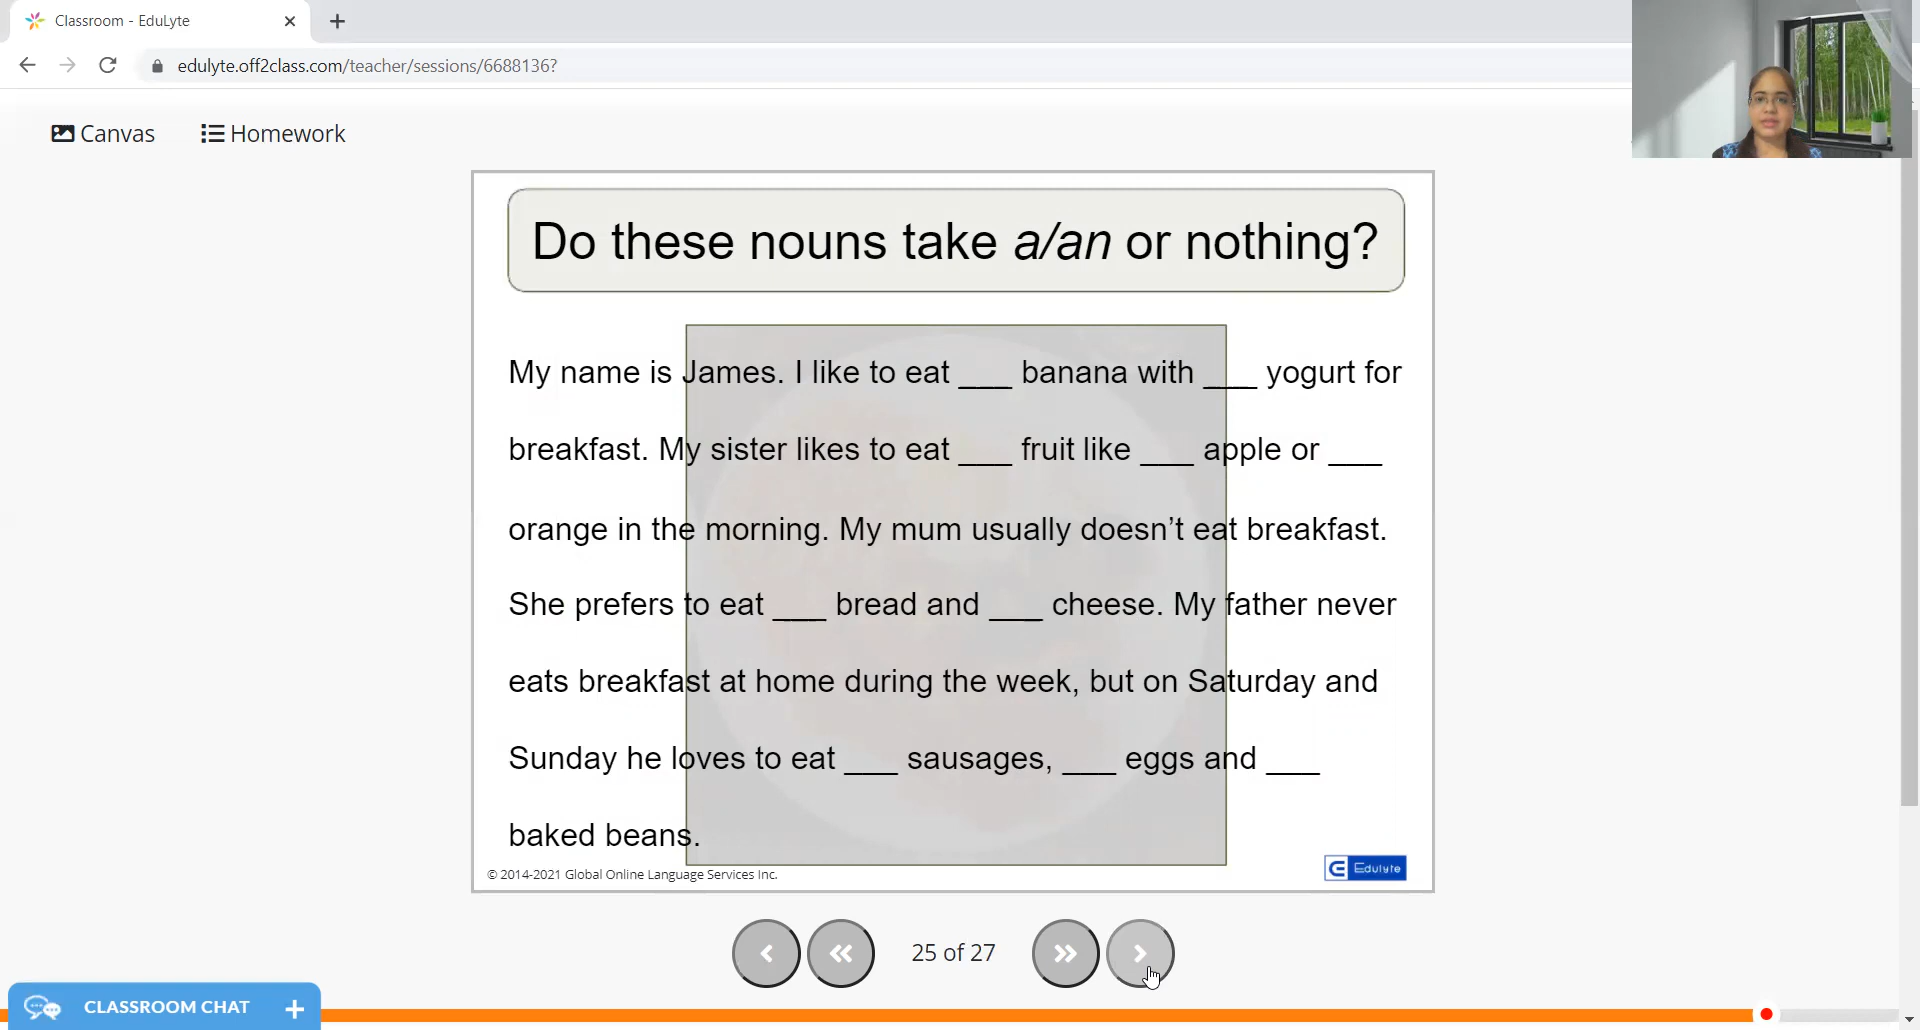 Classroom - EduLyte
edulyte.off2class.com/teacher/sessions/6688136?
Canvas
Homework
Do these nouns take a/an or nothing?
My name is James. I like to eat ___ banana with ___ yogurt for
breakfast. My sister likes to eat ___ fruit like ___ apple or ___
orange in the morning. My mum usually doesn’t eat breakfast.
She prefers to eat ___ bread and ___ cheese. My father never
eats breakfast at home during the week, but on Saturday and
Sunday he loves to eat ___ sausages, ___ eggs and ___
baked beans.
© 2014-2021 Global Online Language Services Inc.
Edulyte
25 of 27
CLASSROOM CHAT